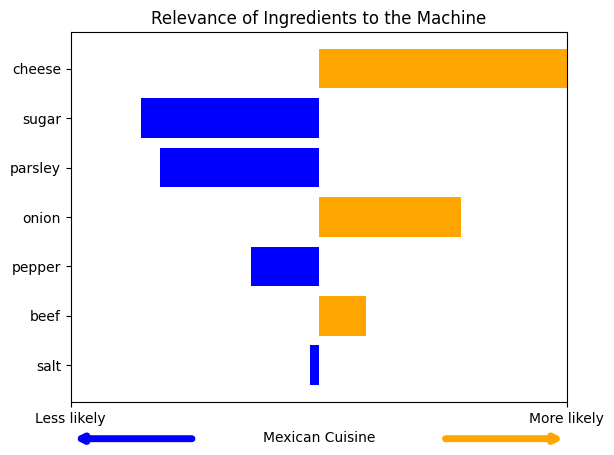 Relevance of Ingredients to the Machine
cheese
sugar
parsley
onion
pepper
beef
salt
Less likely
More likely
Mexican Cuisine